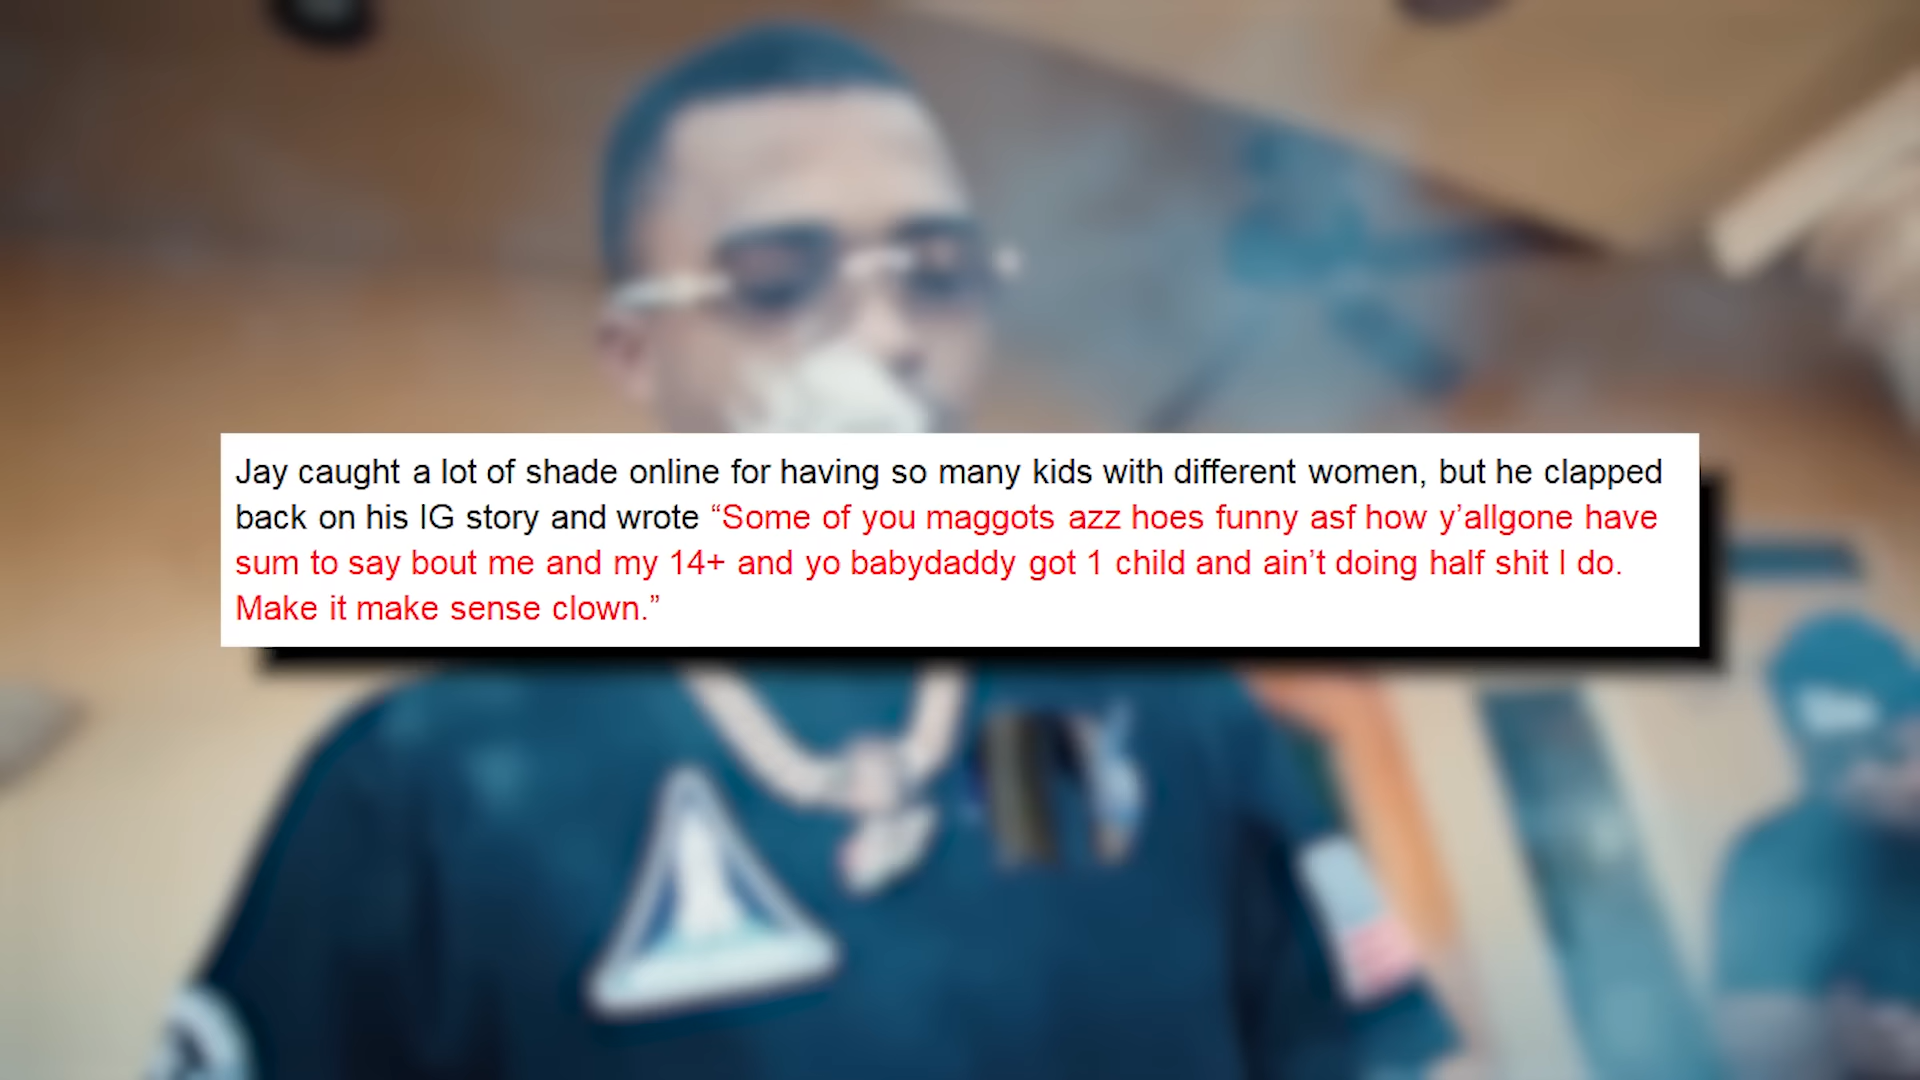 Jay caught a lot of shade online for having so many kids with different women, but he clapped
back on his IG story and wrote “Some of you maggots azz hoes funny asf how y’allgone have
sum to say bout me and my 14+ and yo babydaddy got 1 child and ain’t doing half shit I do.
Make it make sense clown.”